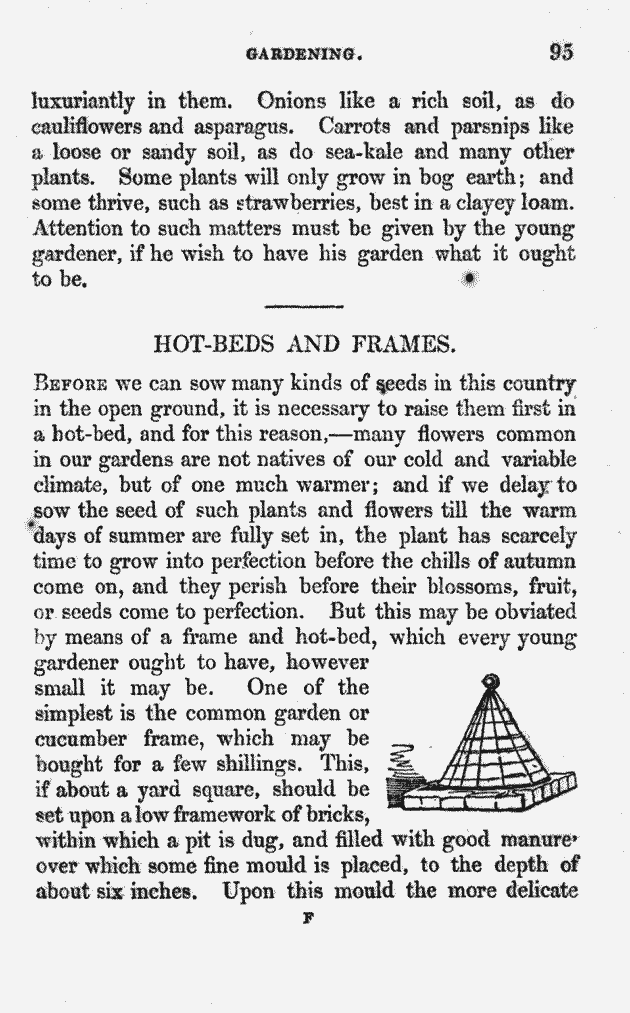 GARDENING. 95
luxuriantly in them. Onions like a rich soil, as do
cauliflowers and asparagus. Carrots and parsnips like
a loose or sandy soil, as do sea-kale and many other
plants. Some plants will only grow in bog earth; and
some thrive, such as strawberries, best in a clayey loam.
Attention to such matters must be given by the young
gardener, if he wish to have his garden what it ought
to be.
HOT-BEDS AND FRAMES.
BEFORE we can sow many kinds of seeds in this country
in the open ground, it is necessary to raise them first in
a hot-bed, and for this reason,—many flowers common
in our gardens are not natives of our cold and variable
climate, but of one much warmer; and if we delay to
sow the seed of such plants and flowers till the warm
days of summer are fully set in, the plant has scarcely
time to grow into perfection before the chills of autumn
come on, and they perish before their blossoms, fruit,
or seeds come to perfection. But this may be obviated
by means of a frame and hot-bed, which every young
gardener ought to have, however
small it may be. One of the
simplest is the common garden or
cucumber frame, which may be
bought for a few shillings. This,
if about a yard square, should be
set upon a low framework of bricks,
within which a pit is dug, and filled with good manure,
over which some fine mould is placed, to the depth of
about six inches. Upon this mould the more delicate
F